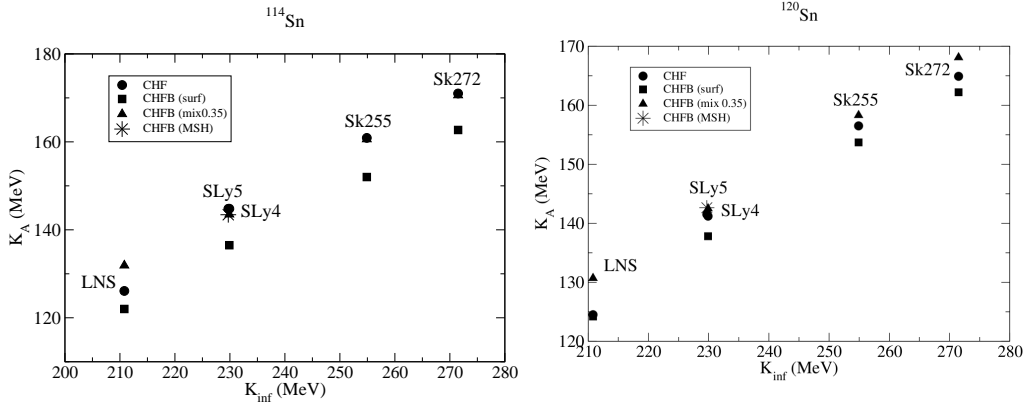 114Sn
180
160
140
120
K_A (MeV)
CHF
CHFB (surf)
CHFB (mix0.35)
CHFB (MSH)
Sk272
Sk255
SLy5
SLy4
LNS
200 210 220 230 240 250 260 270 280
K_inf (MeV)
120Sn
170
160
150
140
130
120
K_A (MeV)
CHF
CHFB (surf)
CHFB (mix 0.35)
CHFB (MSH)
Sk272
Sk255
SLy5
SLy4
LNS
210 220 230 240 250 260 270 280
K_inf (MeV)